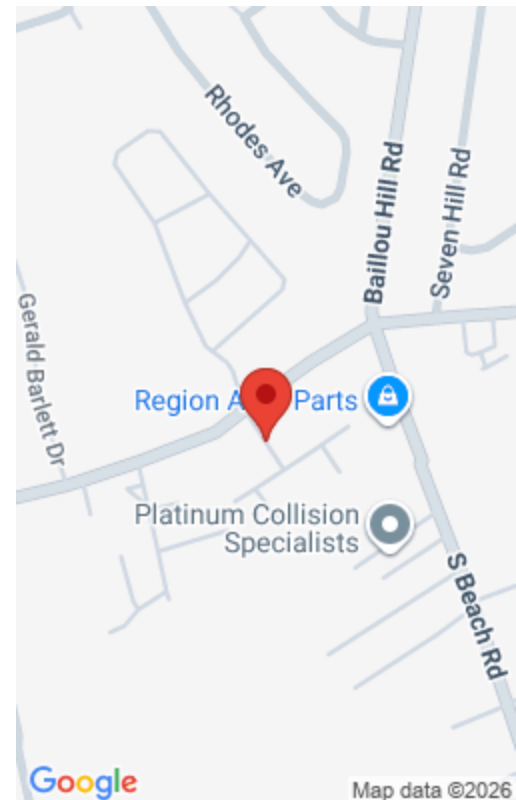 Rhodes Ave
Baillou Hill Rd
Seven Hill Rd
Gerald Barlett Dr
Region A Parts
Platinum Collision
Specialists
S Beach Rd
Google
Map data ©2026